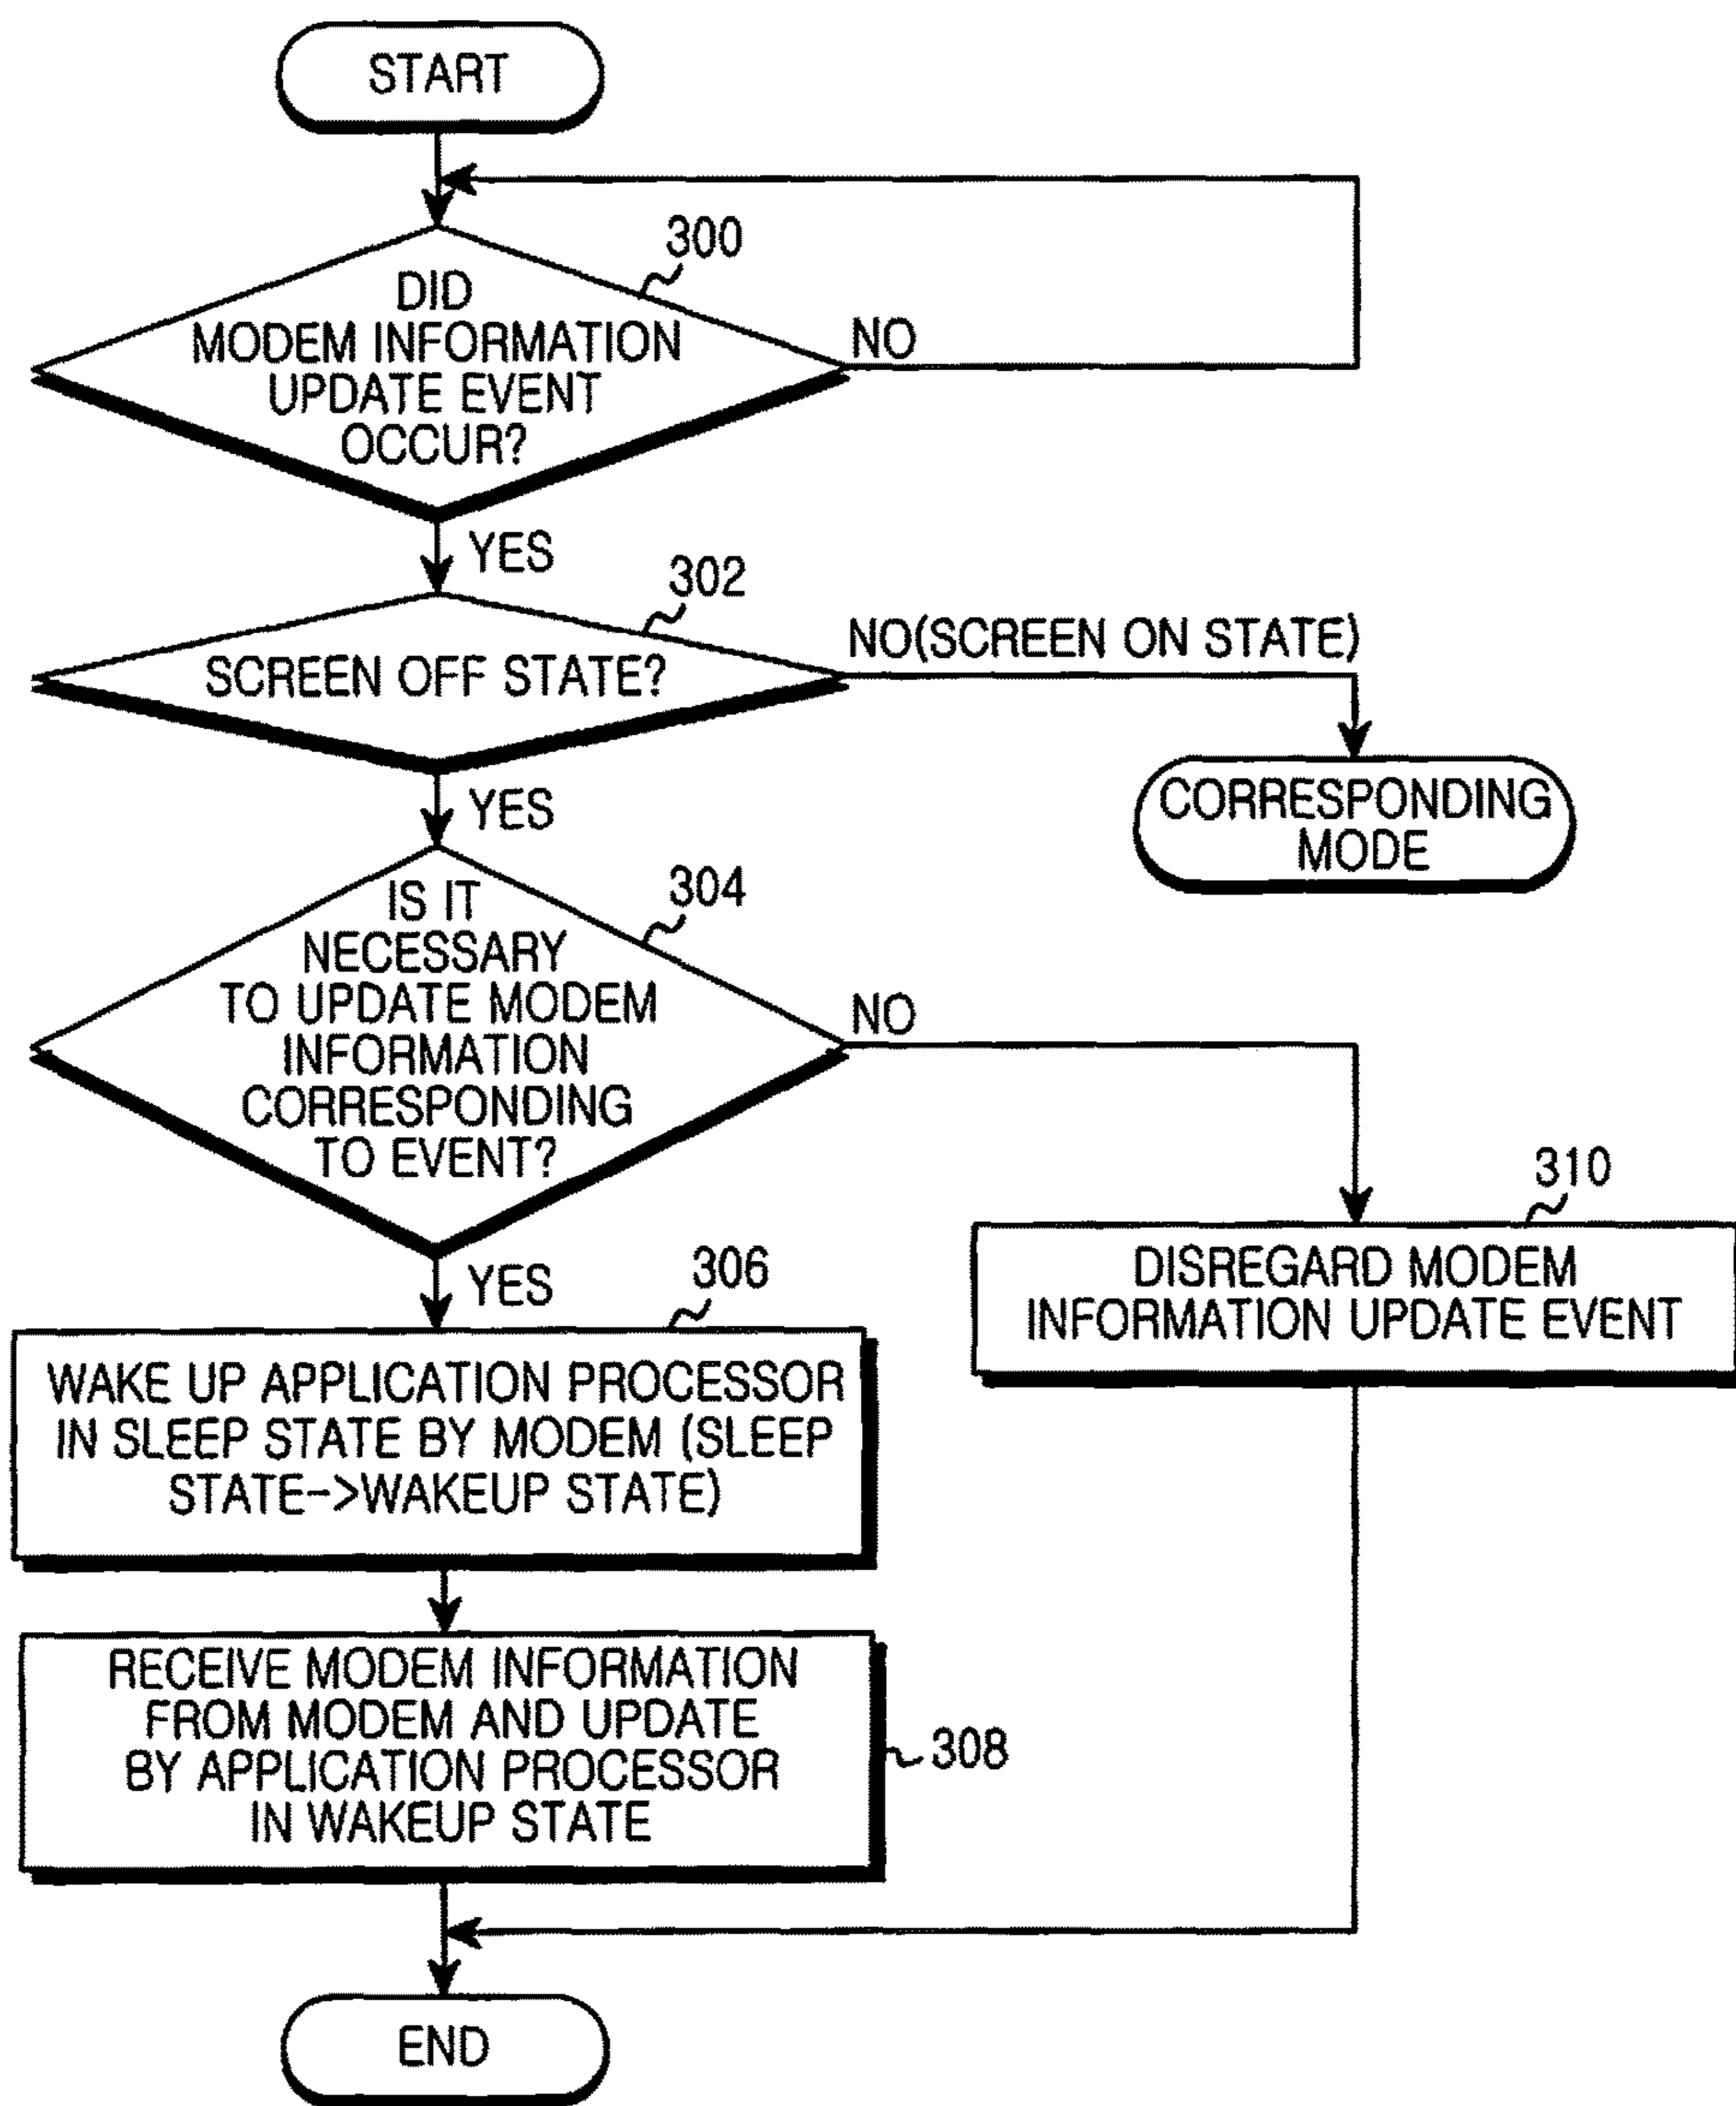 START
300
DID
MODEM INFORMATION
UPDATE EVENT
OCCUR?
NO
YES
302
SCREEN OFF STATE?
NO(SCREEN ON STATE)
CORRESPONDING
MODE
YES
304
IS IT
NECESSARY
TO UPDATE MODEM
INFORMATION
CORRESPONDING
TO EVENT?
NO
310
DISREGARD MODEM
INFORMATION UPDATE EVENT
YES
306
WAKE UP APPLICATION PROCESSOR
IN SLEEP STATE BY MODEM (SLEEP
STATE->WAKEUP STATE)
RECEIVE MODEM INFORMATION
FROM MODEM AND UPDATE
BY APPLICATION PROCESSOR
IN WAKEUP STATE
308
END